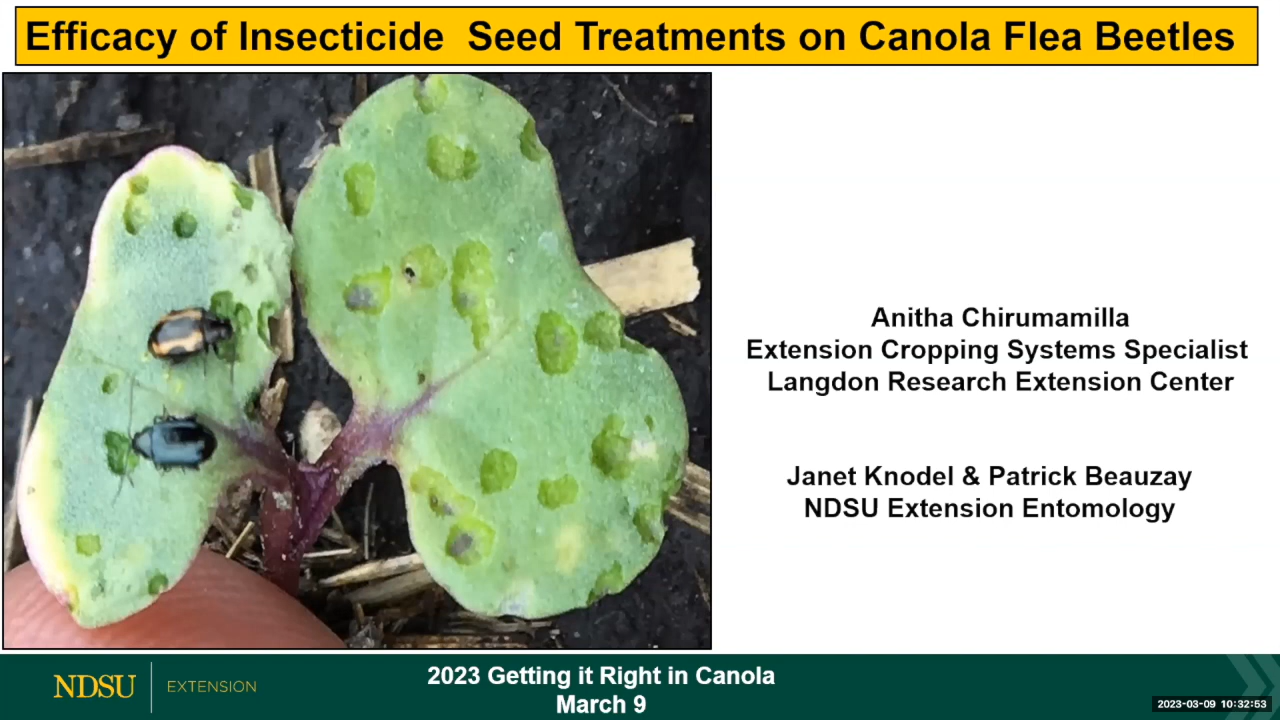 Efficacy of Insecticide Seed Treatments on Canola Flea Beetles
Anitha Chirumamilla
Extension Cropping Systems Specialist
Langdon Research Extension Center
Janet Knodel & Patrick Beauzay
NDSU Extension Entomology
NDSU EXTENSION
2023 Getting it Right in Canola
March 9
2023-03-09 10:32:53